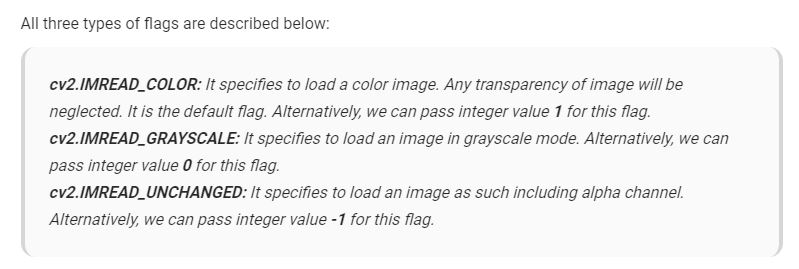 All three types of flags are described below:
cv2.IMREAD_COLOR: It specifies to load a color image. Any transparency of image will be
neglected. It is the default flag. Alternatively, we can pass integer value 1 for this flag.
cv2.IMREAD_GRAYSCALE: It specifies to load an image in grayscale mode. Alternatively, we can
pass integer value 0 for this flag.
cv2.IMREAD_UNCHANGED: It specifies to load an image as such including alpha channel.
Alternatively, we can pass integer value -1 for this flag.